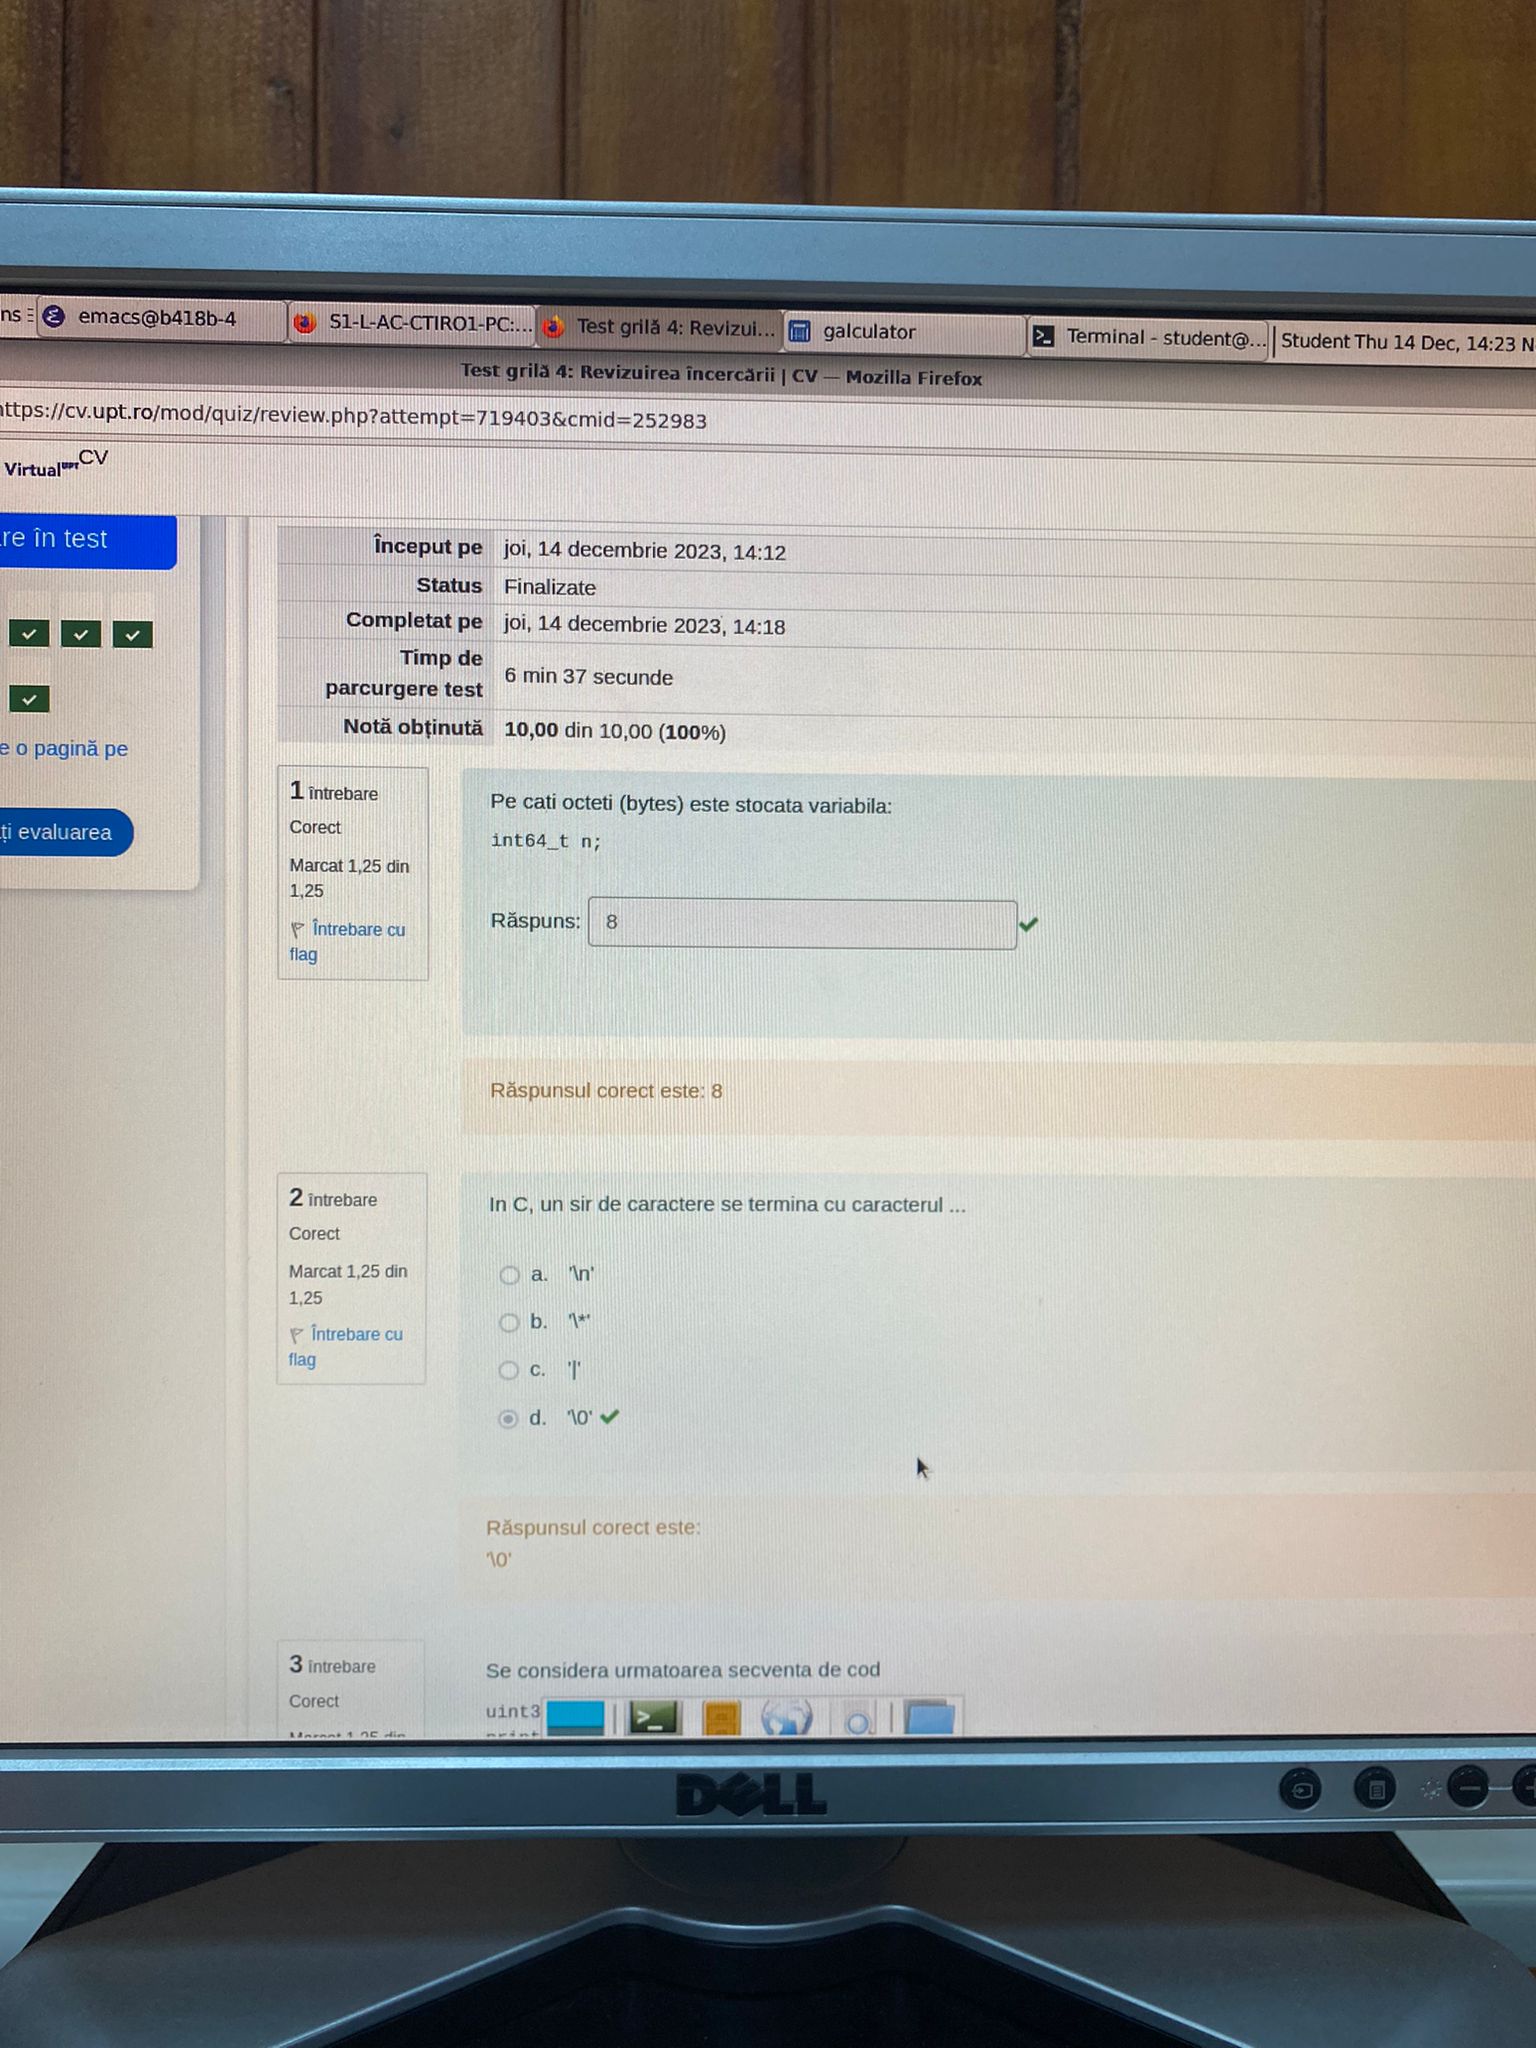 ns
emacs@b418b-4
S1-L-AC-CTIRO1-PC:...
Test grilă 4: Revizui...
galculator
Terminal - student@...
Student Thu 14 Dec, 14:23
Test grilă 4: Revizuirea încercării | CV — Mozilla Firefox
https://cv.upt.ro/mod/quiz/review.php?attempt=719403&cmid=252983
Virtual UPT CV
re în test
e o pagină pe
ți evaluarea
Început pe joi, 14 decembrie 2023, 14:12
Status Finalizate
Completat pe joi, 14 decembrie 2023, 14:18
Timp de
parcurgere test 6 min 37 secunde
Notă obținută 10,00 din 10,00 (100%)
1 întrebare
Corect
Marcat 1,25 din
1,25
Întrebare cu
flag
Pe cati octeti (bytes) este stocata variabila:
int64_t n;
Răspuns: 8
Răspunsul corect este: 8
2 întrebare
Corect
Marcat 1,25 din
1,25
Întrebare cu
flag
In C, un sir de caractere se termina cu caracterul ...
a. '\n'
b. '\*'
c. '|'
d. '\0'
Răspunsul corect este:
'\0'
3 întrebare
Corect
Marcat 1,25 din
Se considera urmatoarea secventa de cod
uint3
DELL